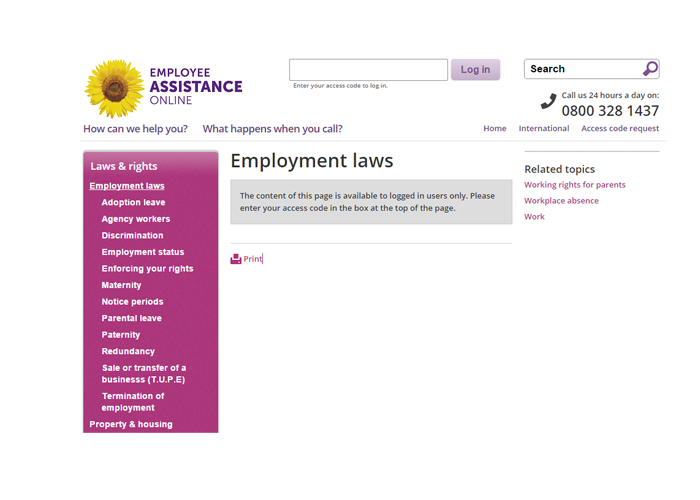 EMPLOYEE
ASSISTANCE
ONLINE
Log in
Enter your access code to log in.
Search
Call us 24 hours a day on:
0800 328 1437
How can we help you?
What happens when you call?
Home
International
Access code request
Laws & rights
Employment laws
Adoption leave
Agency workers
Discrimination
Employment status
Enforcing your rights
Maternity
Notice periods
Parental leave
Paternity
Redundancy
Sale or transfer of a
businesss (T.U.P.E)
Termination of
employment
Property & housing
Employment laws
The content of this page is available to logged in users only. Please
enter your access code in the box at the top of the page.
Print
Related topics
Working rights for parents
Workplace absence
Work